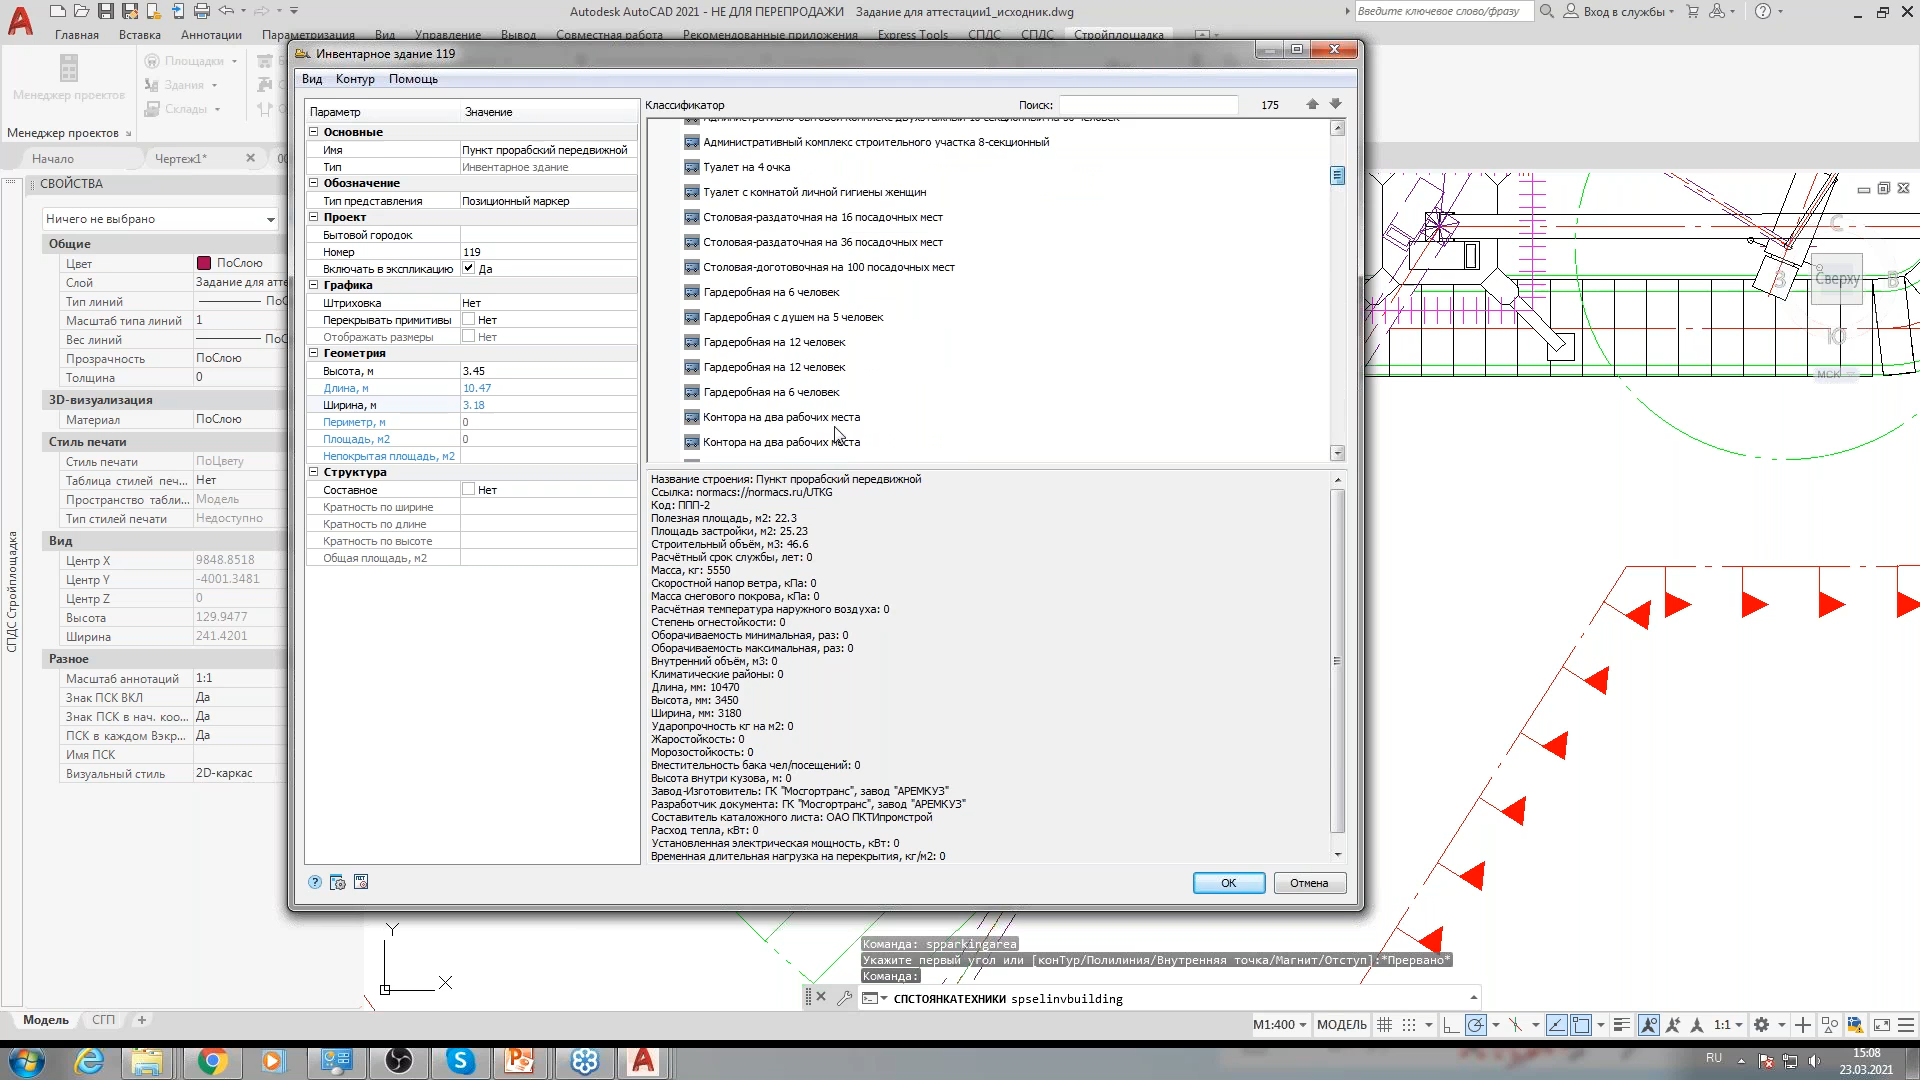 Autodesk AutoCAD 2021 - НЕ ДЛЯ ПЕРЕПРОДАЖИ Задание для аттестации1_исходник.dwg
Введите ключевое слово/фразу
Вход в службы
Главная Вставка Аннотации Параметризация Вид Управление Вывод Совместная работа Рекомендованные приложения Express Tools СПДС СПДС Стройплощадка
Менеджер проектов
Площадки
Здания
Склады
Менеджер проектов
Начало
Чертеж1*
СВОЙСТВА
Ничего не выбрано
Общие
Цвет ПоСлою
Слой Задание для атте
Тип линий ПоС
Масштаб типа линий 1
Вес линий ПоС
Прозрачность ПоСлою
Толщина 0
3D-визуализация
Материал ПоСлою
Стиль печати
Стиль печати ПоЦвету
Таблица стилей печ... Нет
Пространство табли... Модель
Тип стилей печати Недоступно
Вид
Центр X 9848.8518
Центр Y -4001.3481
Центр Z 0
Высота 129.9477
Ширина 241.4201
Разное
Масштаб аннотаций 1:1
Знак ПСК ВКЛ Да
Знак ПСК в нач. коо... Да
ПСК в каждом Вэкр... Да
Имя ПСК
Визуальный стиль 2D-каркас
СПДС Стройплощадка
Инвентарное здание 119
Вид Контур Помощь
Параметр Значение
Основные
Имя Пункт прорабский передвижной
Тип Инвентарное здание
Обозначение
Тип представления Позиционный маркер
Проект
Бытовой городок
Номер 119
Включать в экспликацию Да
Графика
Штриховка Нет
Перекрывать примитивы Нет
Отображать размеры Нет
Геометрия
Высота, м 3.45
Длина, м 10.47
Ширина, м 3.18
Периметр, м 0
Площадь, м2 0
Непокрытая площадь, м2
Структура
Составное Нет
Кратность по ширине
Кратность по длине
Кратность по высоте
Общая площадь, м2
Классификатор
Поиск: 175
Административный комплекс строительного участка 8-секционный
Туалет на 4 очка
Туалет с комнатой личной гигиены женщин
Столовая-раздаточная на 16 посадочных мест
Столовая-раздаточная на 36 посадочных мест
Столовая-доготовочная на 100 посадочных мест
Гардеробная на 6 человек
Гардеробная с душем на 5 человек
Гардеробная на 12 человек
Гардеробная на 12 человек
Гардеробная на 6 человек
Контора на два рабочих места
Контора на два рабочих места
Название строения: Пункт прорабский передвижной
Ссылка: normacs://normacs.ru/UTKG
Код: ППП-2
Полезная площадь, м2: 22.3
Площадь застройки, м2: 25.23
Строительный объём, м3: 46.6
Расчётный срок службы, лет: 0
Масса, кг: 5550
Скоростной напор ветра, кПа: 0
Масса снегового покрова, кПа: 0
Расчётная температура наружного воздуха: 0
Степень огнестойкости: 0
Оборачиваемость минимальная, раз: 0
Оборачиваемость максимальная, раз: 0
Внутренний объём, м3: 0
Климатические районы: 0
Длина, мм: 10470
Высота, мм: 3450
Ширина, мм: 3180
Ударопрочность кг на м2: 0
Жаростойкость: 0
Морозостойкость: 0
Вместительность бака чел/посещений: 0
Высота внутри кузова, м: 0
Завод-Изготовитель: ГК "Мосгортранс", завод "АРЕМКУЗ"
Разработчик документа: ГК "Мосгортранс", завод "АРЕМКУЗ"
Составитель каталожного листа: ОАО ПКТИпромстрой
Расход тепла, кВт: 0
Установленная электрическая мощность, кВт: 0
Временная длительная нагрузка на перекрытия, кг/м2: 0
OK
Отмена
С
З Сверху В
Ю
МСК
Y
X
Команда: spparkingarea
Укажите первый угол или [конТур/Полилиния/Внутренняя точка/Магнит/Отступ]:*Прервано*
Команда:
СПСТОЯНКАТЕХНИКИ spselinvbuilding
Модель СГП +
М1:400 МОДЕЛЬ 1:1
RU
15:08
23.03.2021